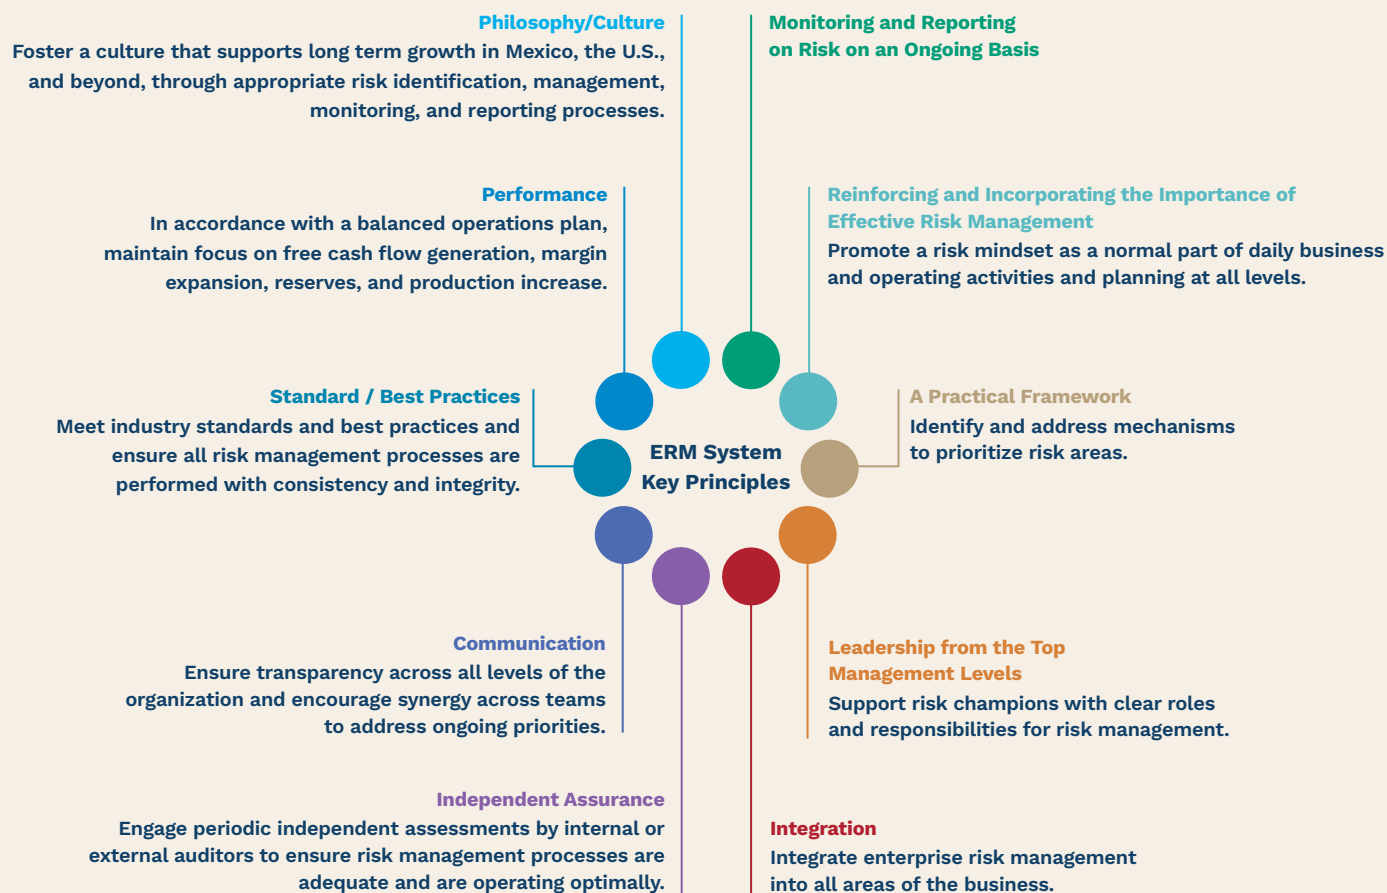 Philosophy/Culture
Foster a culture that supports long term growth in Mexico, the U.S.,
and beyond, through appropriate risk identification, management,
monitoring, and reporting processes.
Monitoring and Reporting
on Risk on an Ongoing Basis
Performance
In accordance with a balanced operations plan,
maintain focus on free cash flow generation, margin
expansion, reserves, and production increase.
Reinforcing and Incorporating the Importance of
Effective Risk Management
Promote a risk mindset as a normal part of daily business
and operating activities and planning at all levels.
Standard / Best Practices
Meet industry standards and best practices and
ensure all risk management processes are
performed with consistency and integrity.
ERM System
Key Principles
A Practical Framework
Identify and address mechanisms
to prioritize risk areas.
Communication
Ensure transparency across all levels of the
organization and encourage synergy across teams
to address ongoing priorities.
Leadership from the Top
Management Levels
Support risk champions with clear roles
and responsibilities for risk management.
Independent Assurance
Engage periodic independent assessments by internal or
external auditors to ensure risk management processes are
adequate and are operating optimally.
Integration
Integrate enterprise risk management
into all areas of the business.